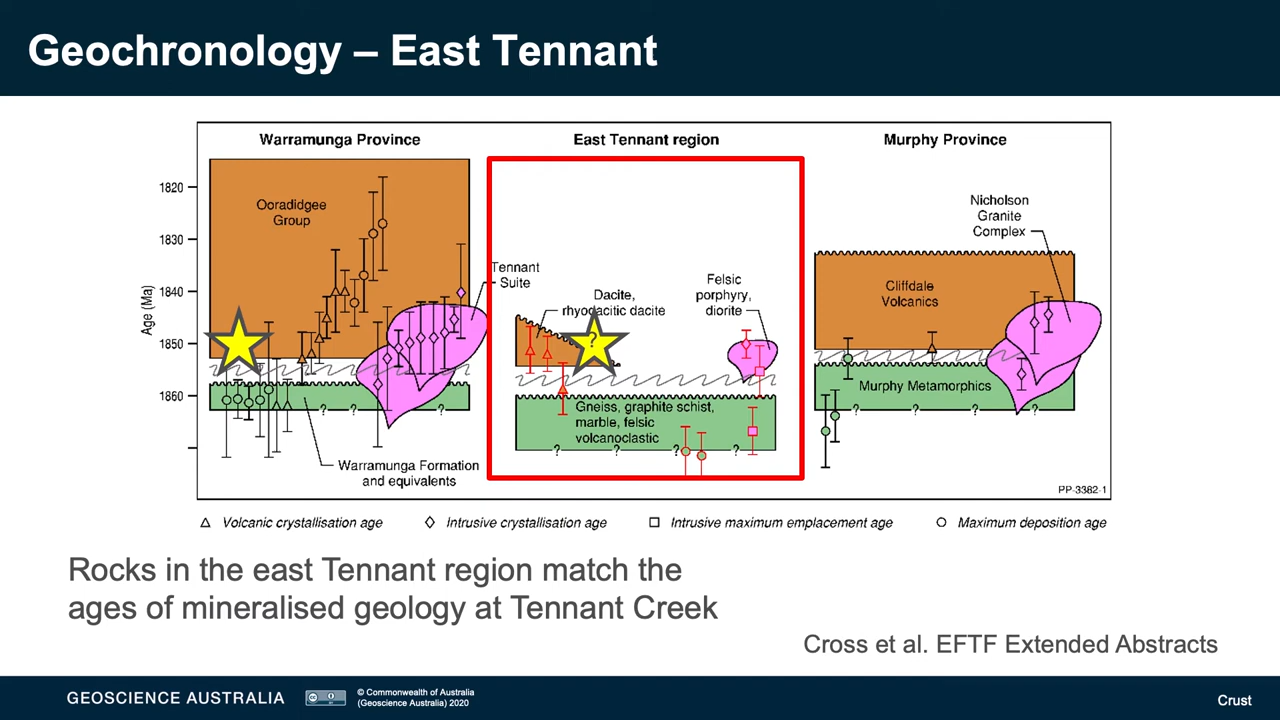 Geochronology – East Tennant
Warramunga Province
East Tennant region
Murphy Province
1820
1830
1840
1850
1860
Age (Ma)
Ooradidgee
Group
Tennant
Suite
Warramunga Formation
and equivalents
? ? ?
Dacite,
rhyodacitic dacite
?
Felsic
porphyry,
diorite
Gneiss, graphite schist,
marble, felsic
volcanoclastic
? ? ? ?
Nicholson
Granite
Complex
Cliffdale
Volcanics
Murphy Metamorphics
? ? ? ?
PP-3382-1
Volcanic crystallisation age
Intrusive crystallisation age
Intrusive maximum emplacement age
Maximum deposition age
Rocks in the east Tennant region match the
ages of mineralised geology at Tennant Creek
Cross et al. EFTF Extended Abstracts
GEOSCIENCE AUSTRALIA
© Commonwealth of Australia
(Geoscience Australia) 2020
Crust